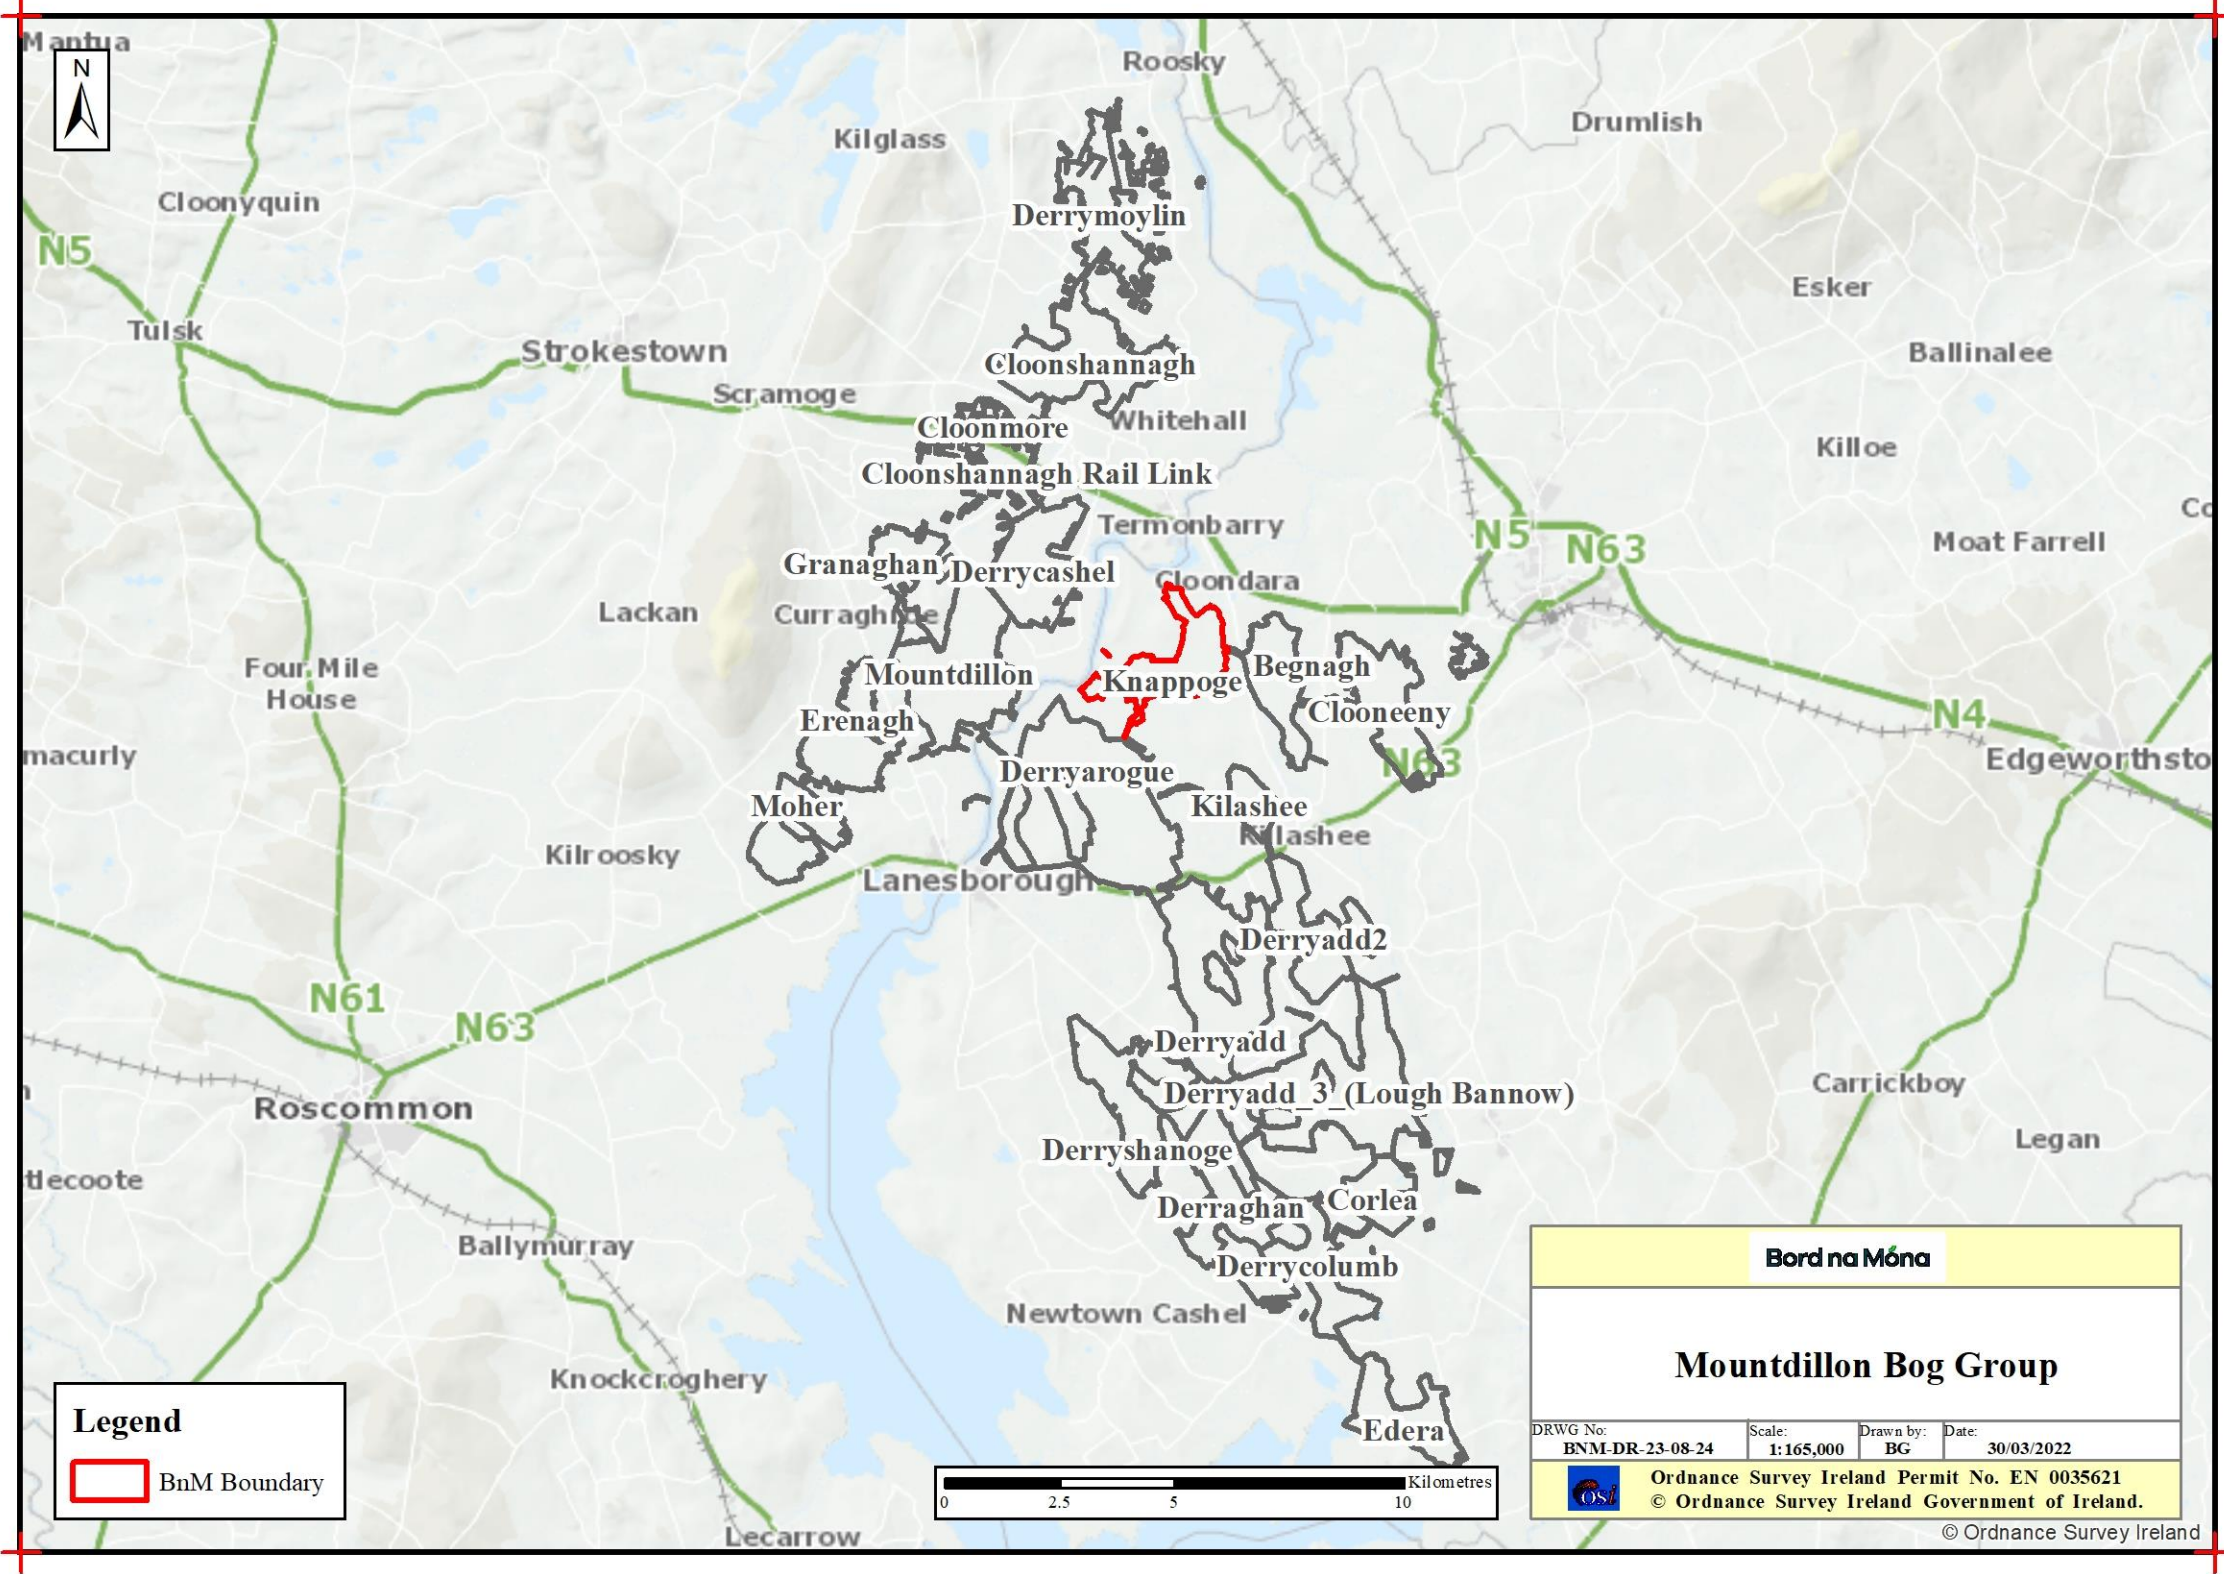 Mantua
N
Roosky
Drumlish
Kilglass
Cloonyquin
Derrymoylin
N5
Esker
Tulsk
Strokestown
Ballinalee
Cloonshannagh
Scramoge
Whitehall
Cloonmore
Killoe
Cloonshannagh Rail Link
Co
Termonbarry
N5
N63
Moat Farrell
Granaghan
Derrycashel
Cloondara
Lackan
Four Mile
House
Mountdillon
Knappoge
Begnagh
Erenagh
Clooneeny
N4
macurly
N63
Edgeworthsto
Derryarogue
Moher
Kilashee
Killashee
Kilroosky
Lanesborough
Derryadd2
N61
N63
Derryadd
Derryadd_3_(Lough Bannow)
Carrickboy
Roscommon
Legan
Derryshanoge
tlecoote
Derraghan
Corlea
Ballymurray
Derrycolumb
Bord na Móna
Newtown Cashel
Mountdillon Bog Group
Knockcroghery
Legend
BnM Boundary
Edera
DRWG No: Scale: Drawn by: Date:
BNM-DR-23-08-24 1:165,000 BG 30/03/2022
Kilometres
0 2.5 5 10
osi
Ordnance Survey Ireland Permit No. EN 0035621
© Ordnance Survey Ireland Government of Ireland.
Lecarrow
© Ordnance Survey Ireland